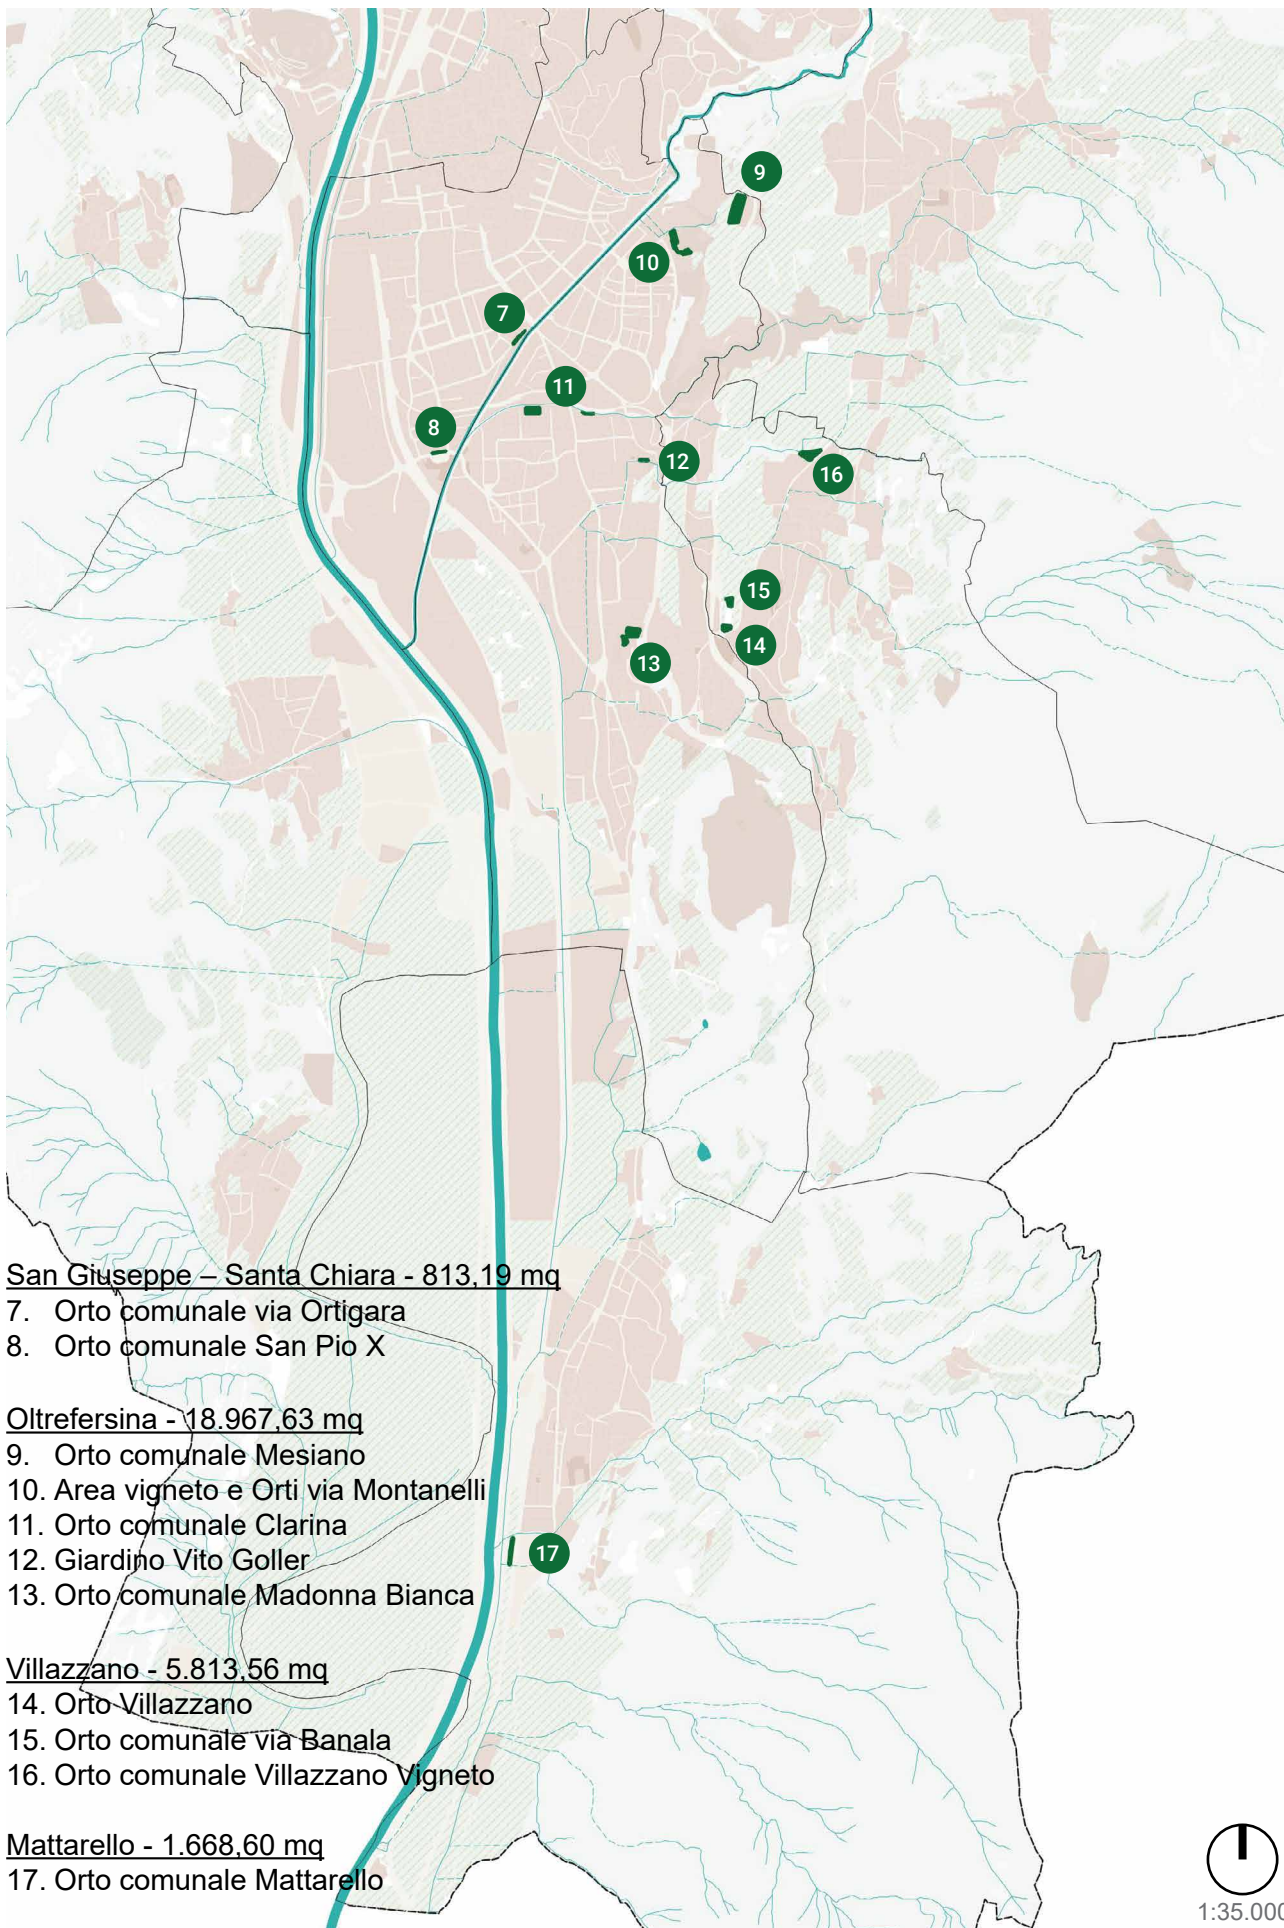 9
10
7
11
8
12
16
15
14
13
San Giuseppe – Santa Chiara - 813,19 mq
7. Orto comunale via Ortigara
8. Orto comunale San Pio X
Oltrefersina - 18.967,63 mq
9. Orto comunale Mesiano
10. Area vigneto e Orti via Montanelli
11. Orto comunale Clarina
12. Giardino Vito Goller
13. Orto comunale Madonna Bianca
17
Villazzano - 5.813,56 mq
14. Orto Villazzano
15. Orto comunale via Banala
16. Orto comunale Villazzano Vigneto
Mattarello - 1.668,60 mq
17. Orto comunale Mattarello
1:35.000